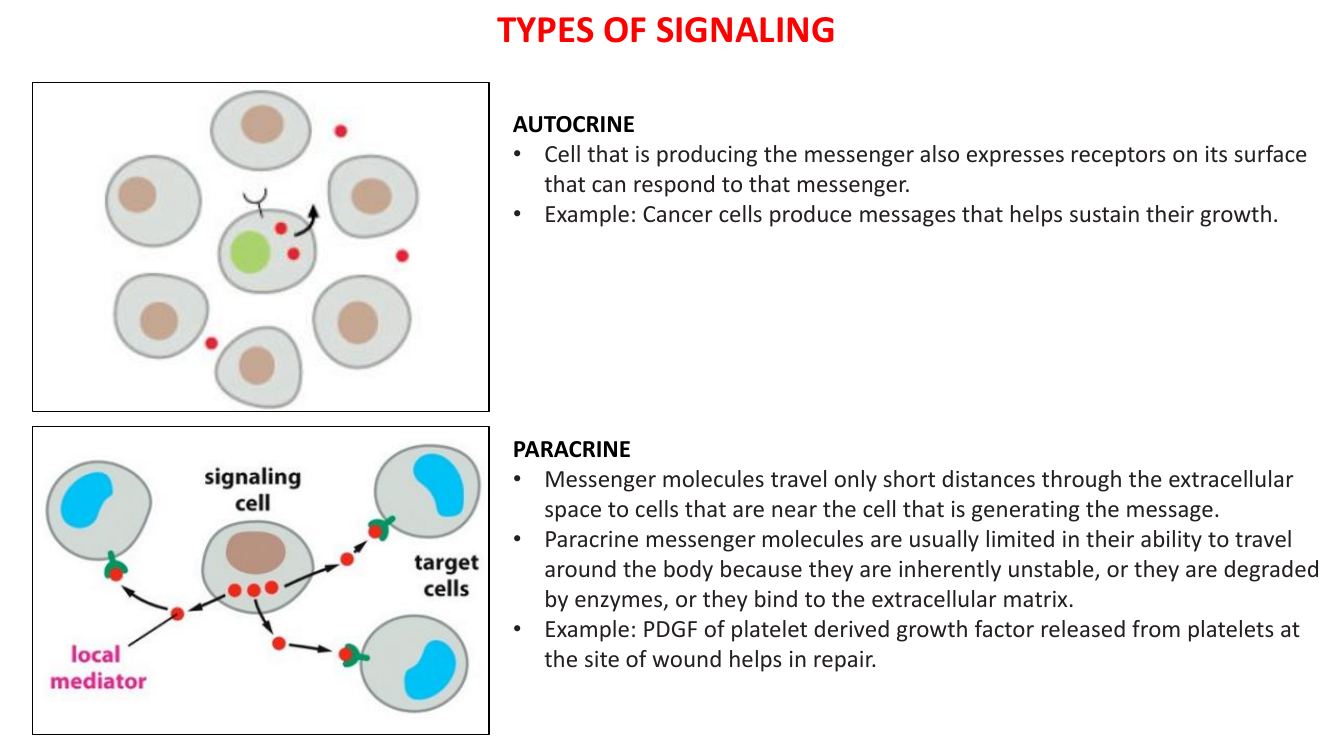 TYPES OF SIGNALING
AUTOCRINE
• Cell that is producing the messenger also expresses receptors on its surface
that can respond to that messenger.
• Example: Cancer cells produce messages that helps sustain their growth.
signaling
cell
target
cells
local
mediator
PARACRINE
• Messenger molecules travel only short distances through the extracellular
space to cells that are near the cell that is generating the message.
• Paracrine messenger molecules are usually limited in their ability to travel
around the body because they are inherently unstable, or they are degraded
by enzymes, or they bind to the extracellular matrix.
• Example: PDGF of platelet derived growth factor released from platelets at
the site of wound helps in repair.